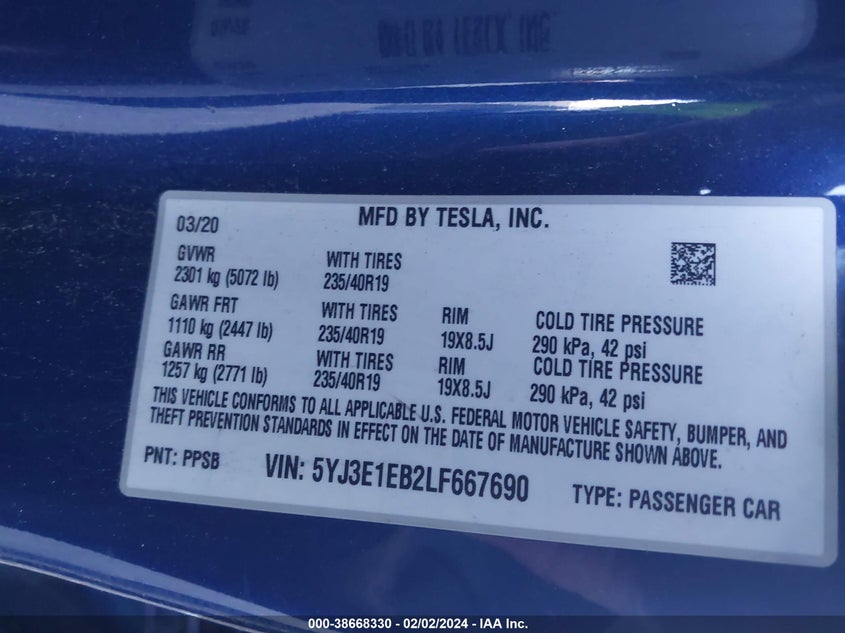 MFD BY TESLA, INC.
03/20
MFD BY TESLA, INC.
GVWR
2301 kg (5072 lb)
WITH TIRES
235/40R19
GAWR FRT
1110 kg (2447 lb)
WITH TIRES
235/40R19
RIM
19X8.5J
COLD TIRE PRESSURE
290 kPa, 42 psi
GAWR RR
1257 kg (2771 lb)
WITH TIRES
235/40R19
RIM
19X8.5J
COLD TIRE PRESSURE
290 kPa, 42 psi
THIS VEHICLE CONFORMS TO ALL APPLICABLE U.S. FEDERAL MOTOR VEHICLE SAFETY, BUMPER, AND
THEFT PREVENTION STANDARDS IN EFFECT ON THE DATE OF MANUFACTURE SHOWN ABOVE.
PNT: PPSB
VIN: 5YJ3E1EB2LF667690
TYPE: PASSENGER CAR
000-38668330 - 02/02/2024 - IAA Inc.